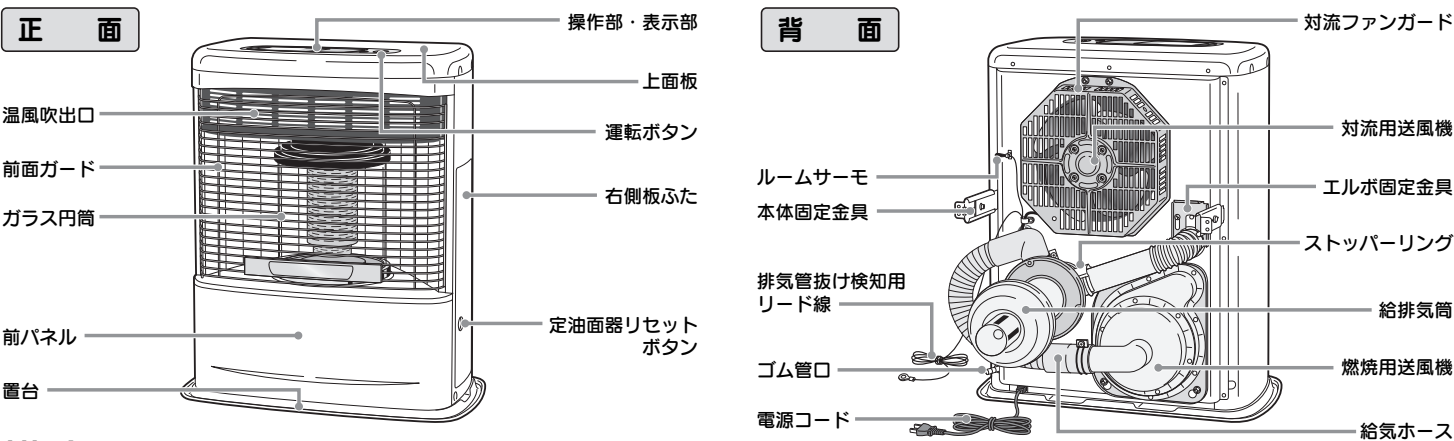 正面
操作部・表示部
上面板
温風吹出口
運転ボタン
前面ガード
右側板ふた
ガラス円筒
定油面器リセット
ボタン
前パネル
置台
背面
対流ファンガード
対流用送風機
ルームサーモ
エルボ固定金具
本体固定金具
ストッパーリング
排気管抜け検知用
リード線
給排気筒
ゴム管口
燃焼用送風機
電源コード
給気ホース